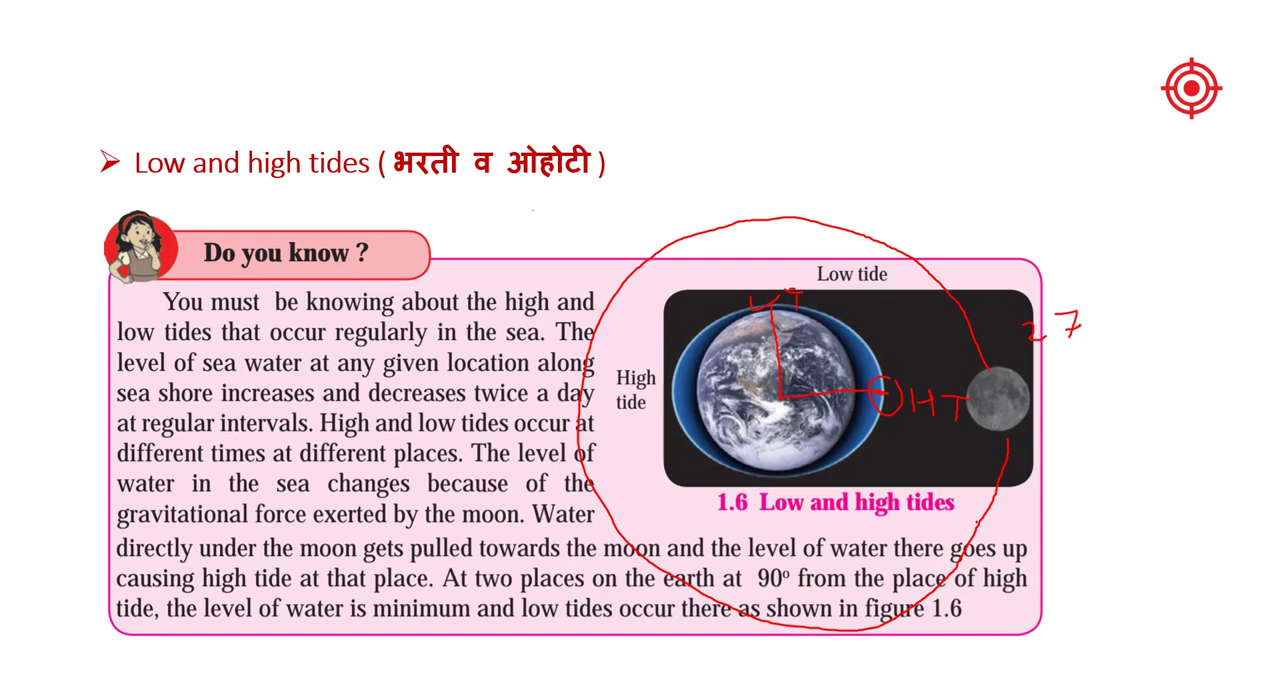 ➢ Low and high tides ( भरती व ओहोटी )
Do you know ?
You must be knowing about the high and
low tides that occur regularly in the sea. The
level of sea water at any given location along
sea shore increases and decreases twice a day
at regular intervals. High and low tides occur at
different times at different places. The level of
water in the sea changes because of the
gravitational force exerted by the moon. Water
directly under the moon gets pulled towards the moon and the level of water there goes up
causing high tide at that place. At two places on the earth at 90° from the place of high
tide, the level of water is minimum and low tides occur there as shown in figure 1.6
Low tide
LT
27
High
tide
HT
1.6 Low and high tides